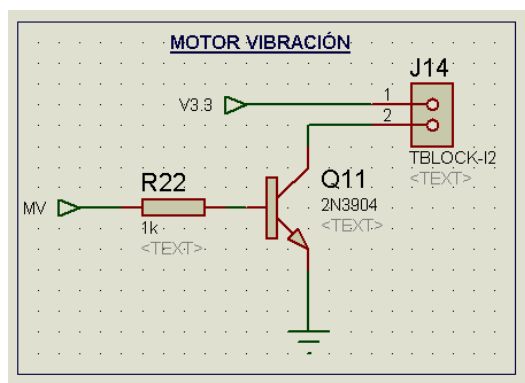 MOTOR VIBRACIÓN
J14
V3.3
1
2
TBLOCK-I2
<TEXT>
R22
MV
1k
<TEXT>
Q11
2N3904
<TEXT>